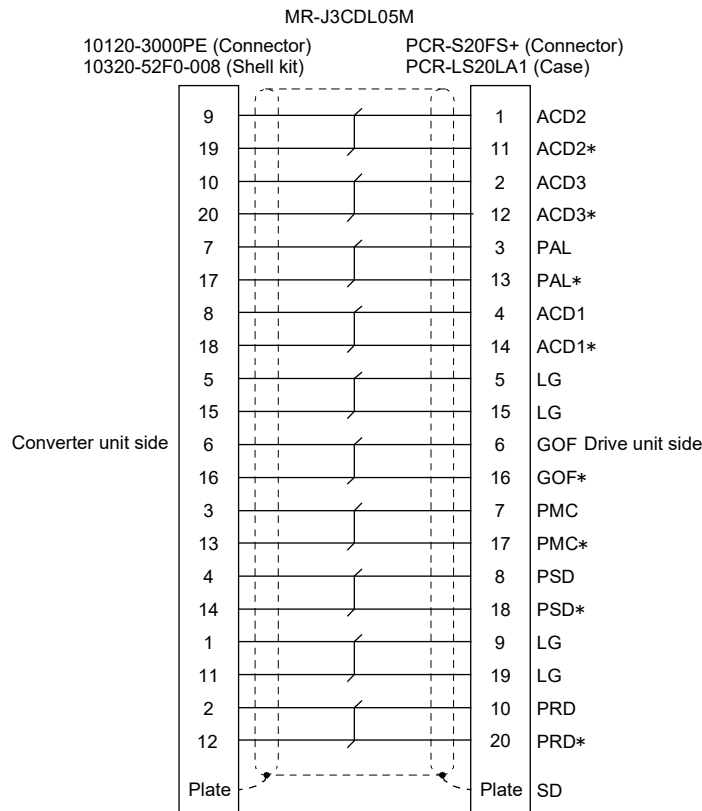 MR-J3CDL05M
10120-3000PE (Connector) PCR-S20FS+ (Connector)
10320-52F0-008 (Shell kit) PCR-LS20LA1 (Case)
9 1 ACD2
19 11 ACD2*
10 2 ACD3
20 12 ACD3*
7 3 PAL
17 13 PAL*
8 4 ACD1
18 14 ACD1*
5 5 LG
15 15 LG
Converter unit side 6 6 GOF Drive unit side
16 16 GOF*
3 7 PMC
13 17 PMC*
4 8 PSD
14 18 PSD*
1 9 LG
11 19 LG
2 10 PRD
12 20 PRD*
Plate Plate SD